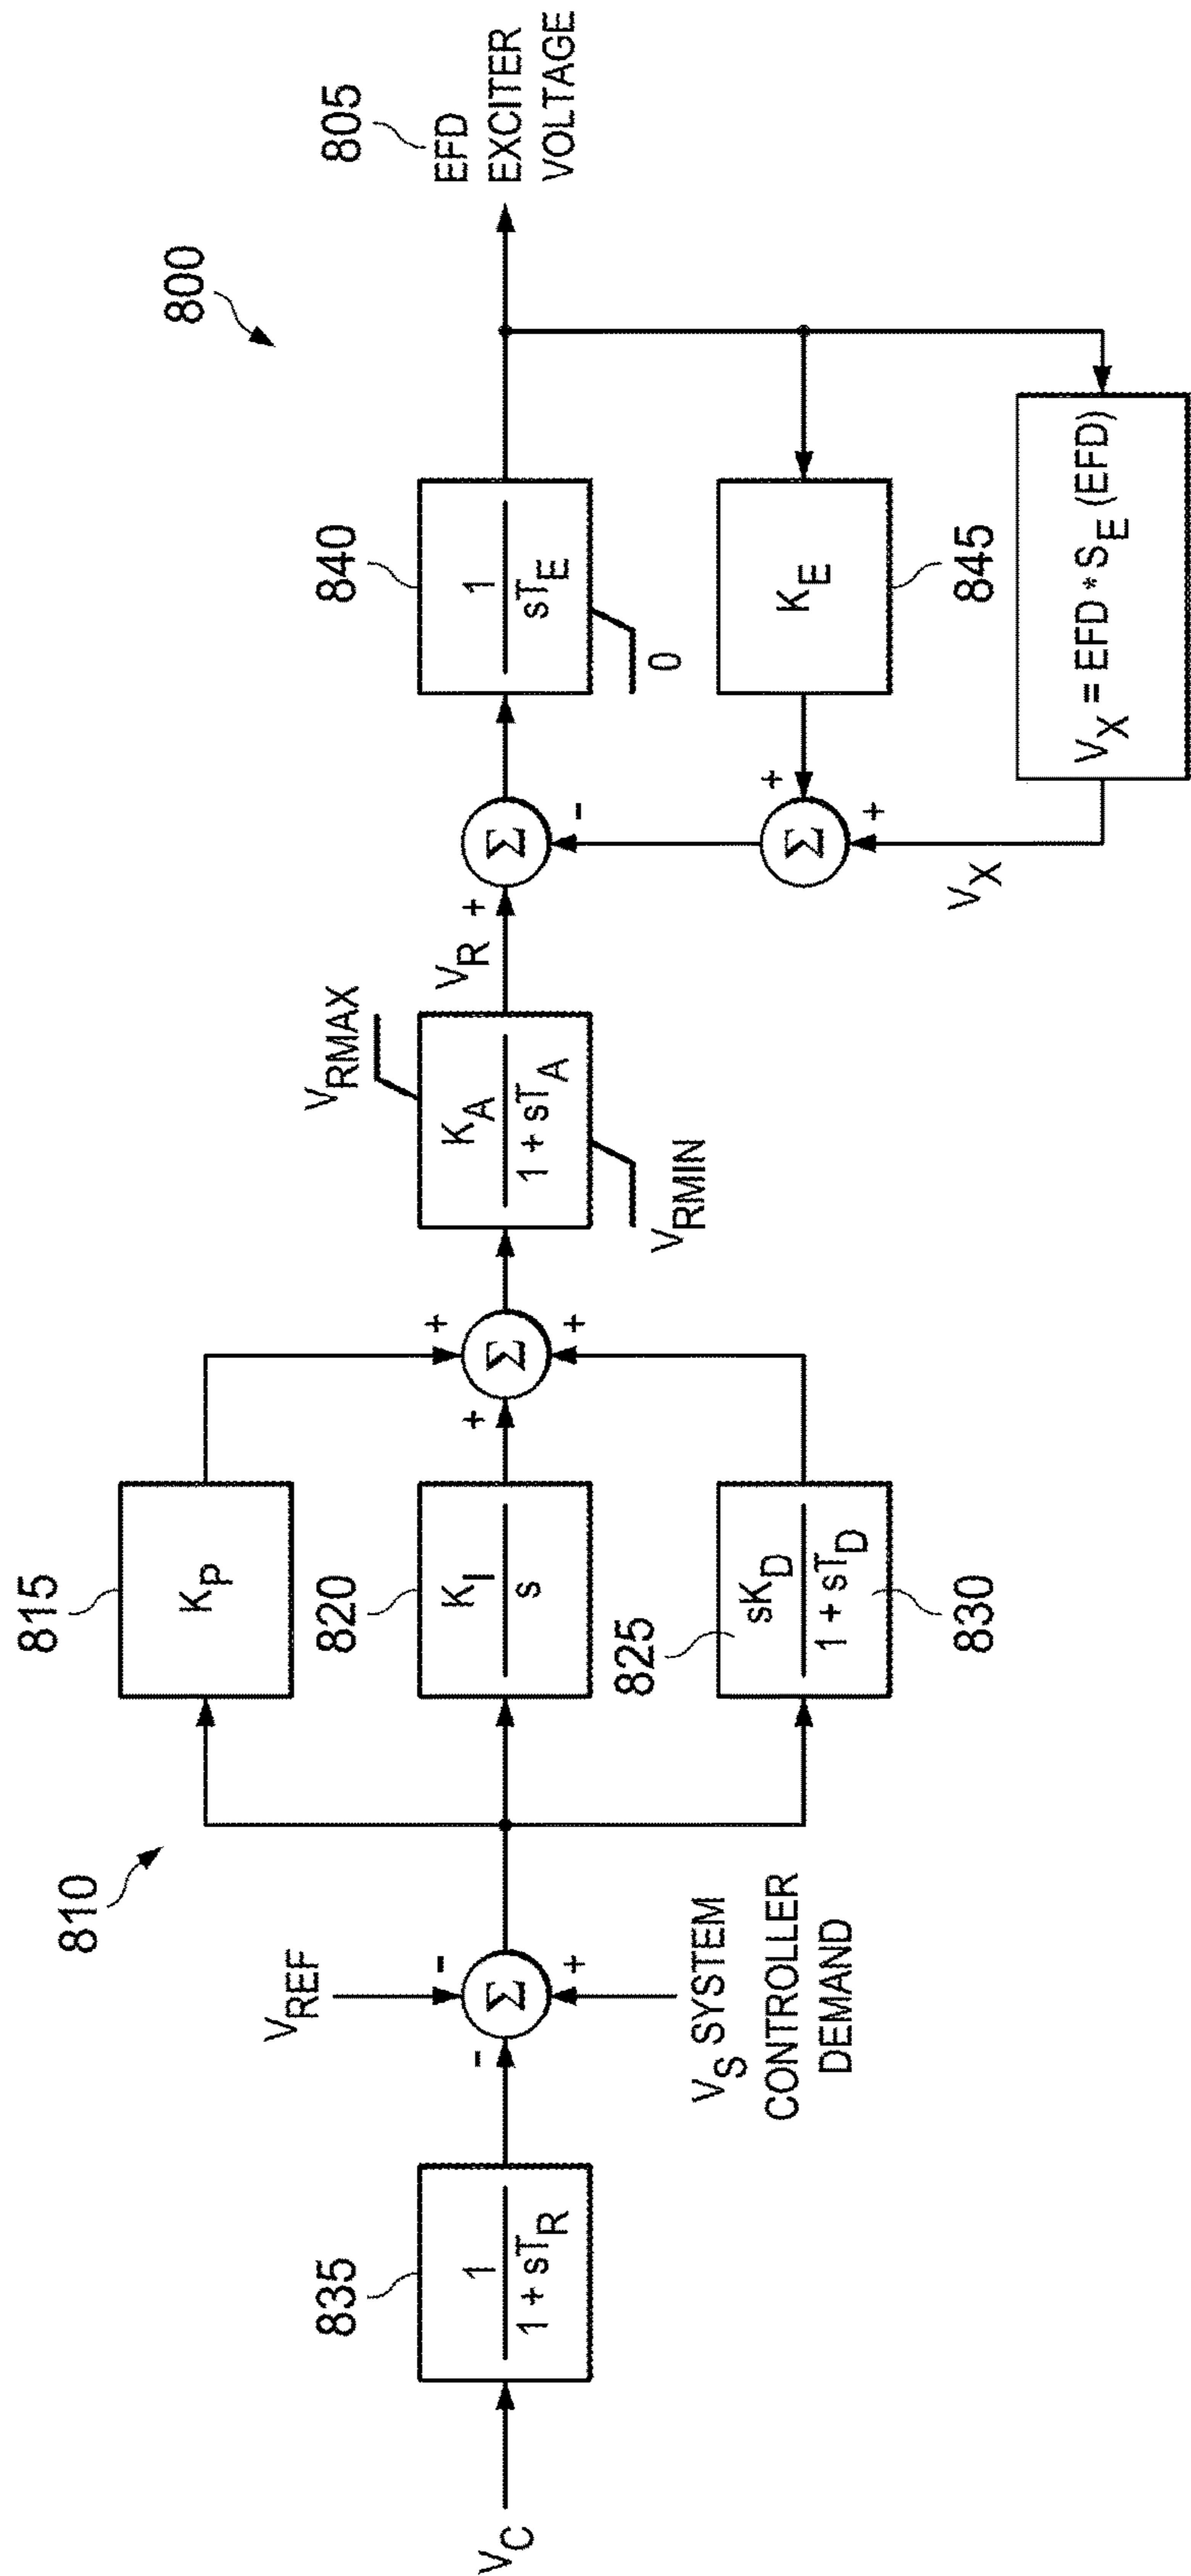 800
810
V_C
835
1
1 + sT_R
V_REF
-
-
Σ
+
V_S SYSTEM
CONTROLLER
DEMAND
815
K_P
820
K_I
s
825
sK_D
1 + sT_D
830
+
+
Σ
+
V_RMAX
K_A
1 + sT_A
V_RMIN
V_R
+
Σ
-
840
1
sT_E
0
K_E
845
+
Σ
+
V_X
V_X = EFD * S_E (EFD)
805
EFD
EXCITER
VOLTAGE